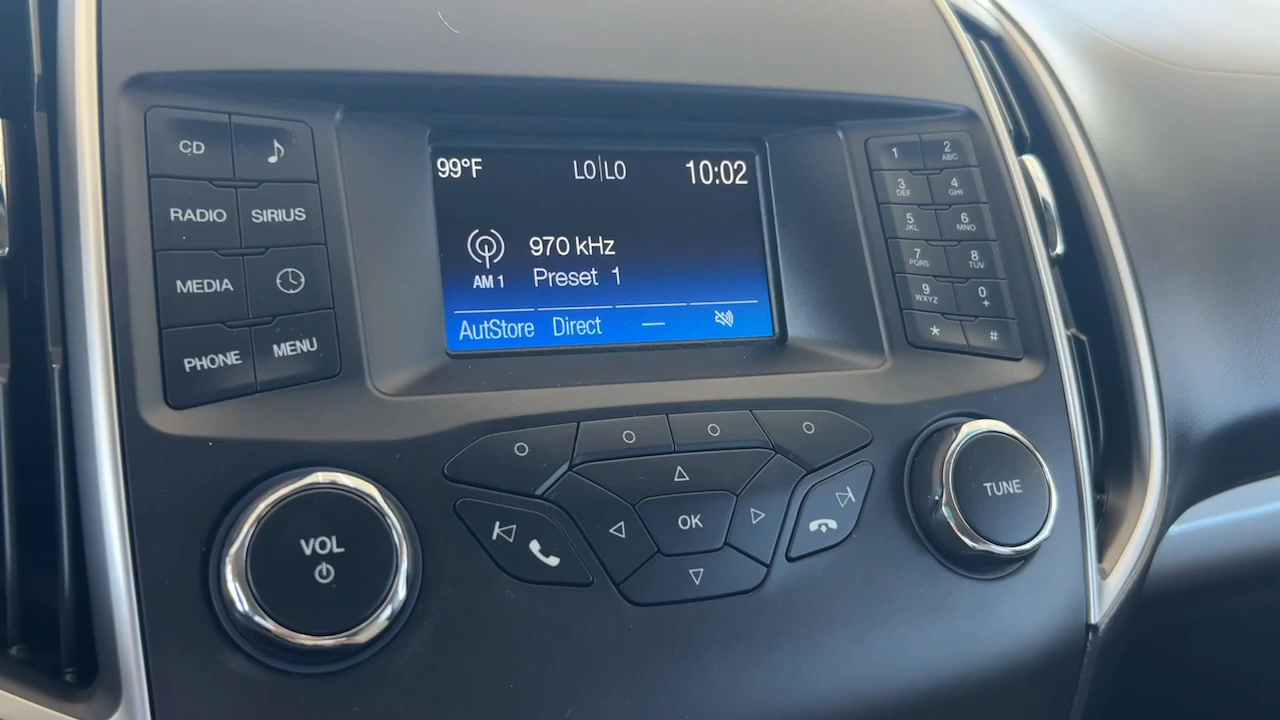 CD
RADIO SIRIUS
MEDIA
PHONE MENU
99°F LO|LO 10:02
970 kHz
AM 1 Preset 1
AutStore Direct
1 2 ABC
3 DEF 4 GHI
5 JKL 6 MNO
7 PQRS 8 TUV
9 WXYZ 0 +
* #
VOL
OK
TUNE